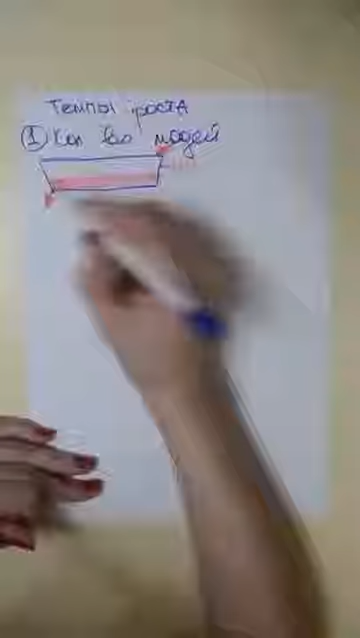 Темпы роста
① Кол во людей